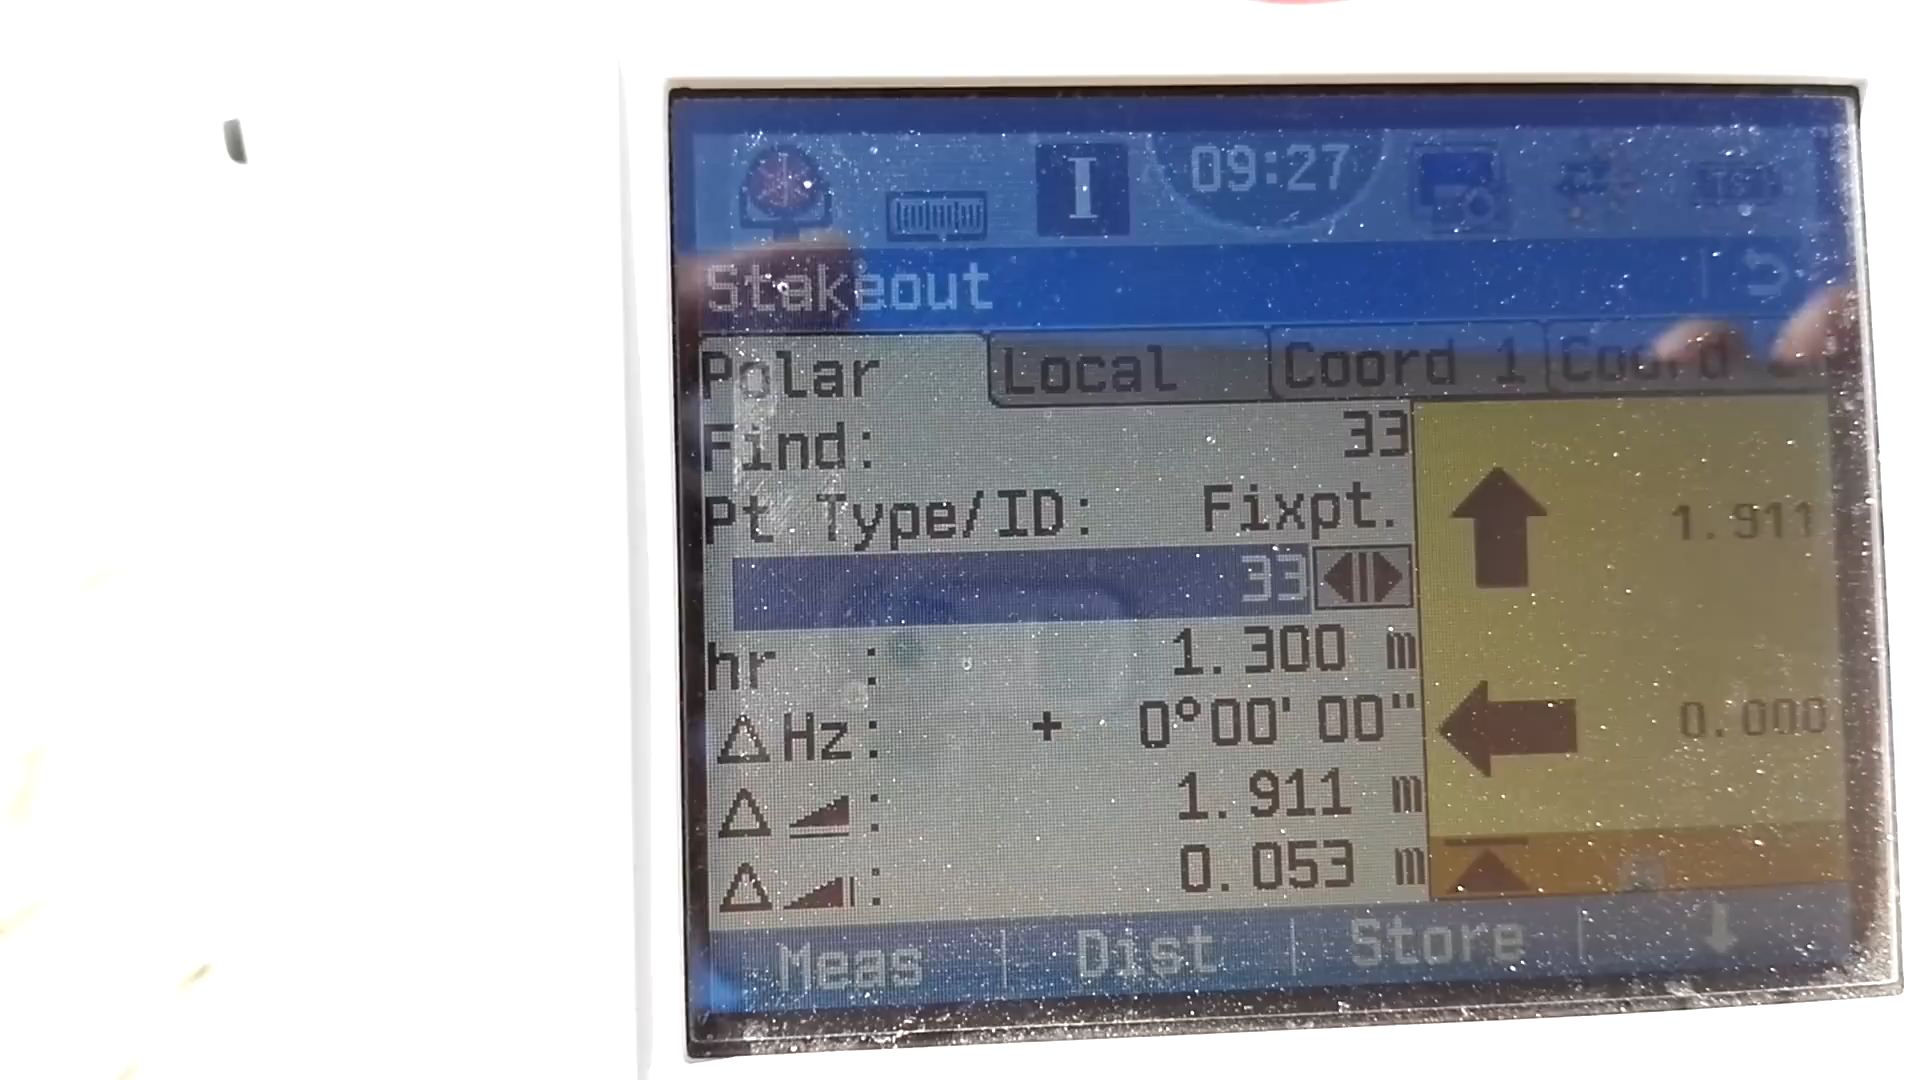 I 09:27
Stakeout
Polar Local Coord 1 Coord
Find: 33
Pt Type/ID: Fixpt.
33
hr : 1.300 m
ΔHz: + 0°00'00"
Δ : 1.911 m
Δ : 0.053 m
1.911
0.000
Meas Dist Store